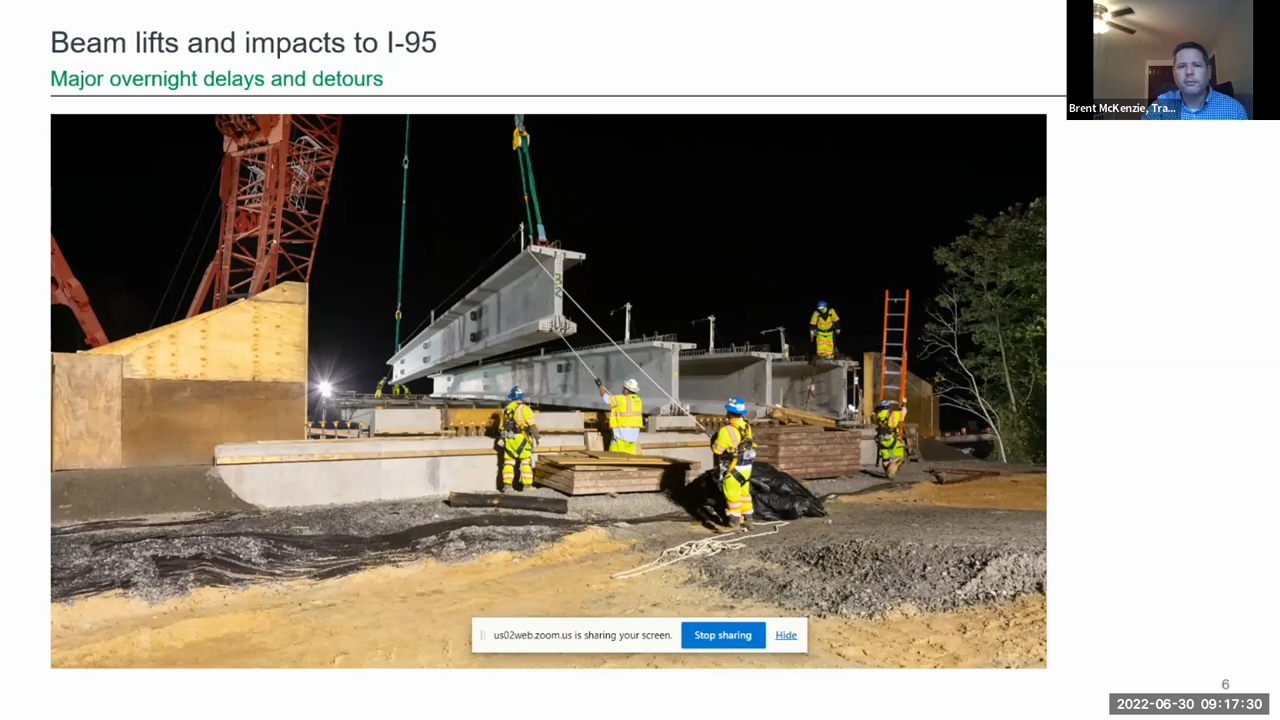 Beam lifts and impacts to I-95
Major overnight delays and detours
Brent McKenzie, Tra...
us02web.zoom.us is sharing your screen.
Stop sharing
Hide
6
2022-06-30 09:17:30